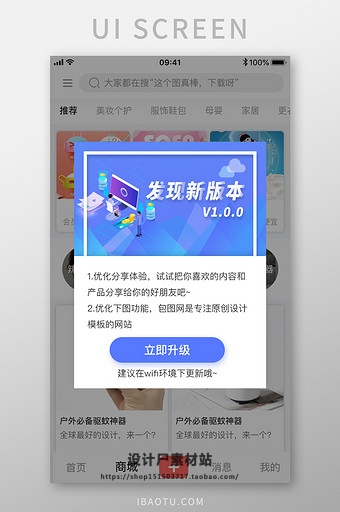 UI SCREEN
09:41
100%
大家都在搜“这个图真棒，下载呀”
推荐 美妆个护 服饰鞋包 母婴 家居
发现新版本
V1.0.0
1.优化分享体验，试试把你喜欢的内容和
产品分享给你的好朋友吧~
2.优化下图功能，包图网是专注原创设计
模板的网站
立即升级
建议在wifi环境下更新哦~
户外必备驱蚊神器 户外必备驱蚊神器
全球最好的设计，来一个? 全球最好的设计，来一个?
首页 商城 消息 我的
设计尸素材站
https://shop151903717.taobao.com/
IBAOTU.COM